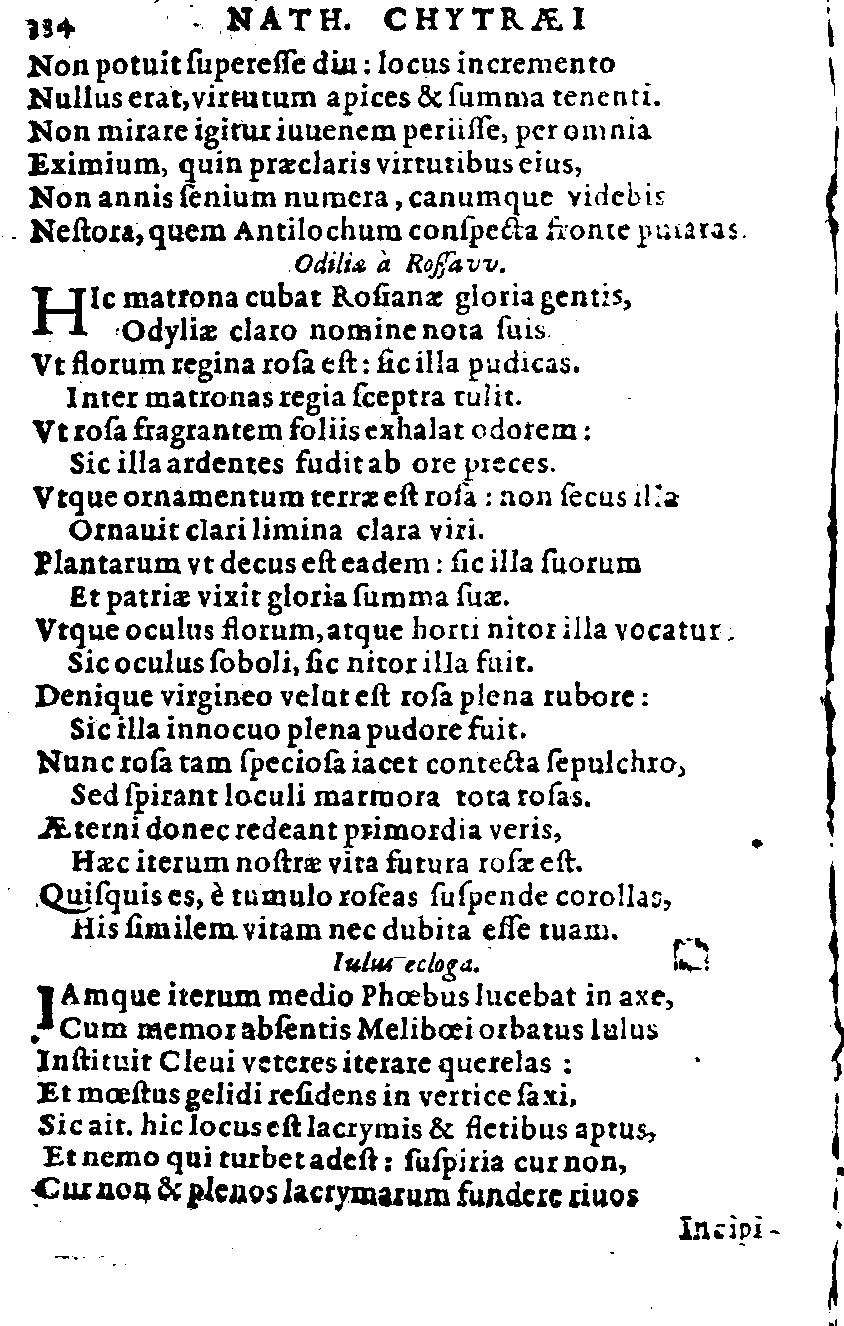 134 NATH. CHYTRÆI
Non potuit ſupereſſe diu : locus incremento
Nullus erat, virtutum apices & ſumma tenenti.
Non mirare igitur iuuenem periiſſe, per omnia
Eximium, quin præclaris virtutibus eius,
Non annis ſenium numera, canumque videbis
Neſtora, quem Antilochum conſpecta fronte putaras.
Odiliæ à Roſſavv.
HIc matrona cubat Roſianæ gloria gentis,
Odyliæ claro nomine nota ſuis.
Vt florum regina roſa eſt : ſic illa pudicas.
Inter matronas regia ſceptra tulit.
Vt roſa fragrantem foliis exhalat odorem :
Sic illa ardentes fudit ab ore preces.
Vtque ornamentum terræ eſt roſa : non ſecus illa
Ornauit clari limina clara viri.
Plantarum vt decus eſt eadem : ſic illa ſuorum
Et patriæ vixit gloria ſumma ſuæ.
Vtque oculus florum, atque horti nitor illa vocatur.
Sic oculus ſoboli, ſic nitor illa fuit.
Denique virgineo velut eſt roſa plena rubore :
Sic illa innocuo plena pudore fuit.
Nunc roſa tam ſpecioſa iacet contecta ſepulchro,
Sed ſpirant loculi marmora tota roſas.
Æterni donec redeant primordia veris,
Hæc iterum noſtræ vita futura roſæ eſt.
Quiſquis es, è tumulo roſeas ſuſpende corollas,
His ſimilem vitam nec dubita eſſe tuam.
Iulus ecloga.
IAmque iterum medio Phœbus lucebat in axe,
Cum memor abſentis Melibœi orbatus Iulus
Inſtituit Cleui veteres iterare querelas :
Et mœſtus gelidi reſidens in vertice ſaxi,
Sic ait. hic locus eſt lacrymis & fletibus aptus,
Et nemo qui turbet adeſt : ſuſpiria cur non,
Cur non & plenos lacrymarum fundere riuos
Incipi-